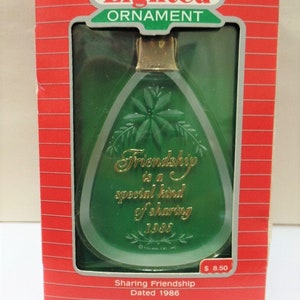 Lighted
ORNAMENT
Friendship
is a
special kind
of sharing
1986
$ 8.50
Sharing Friendship
Dated 1986